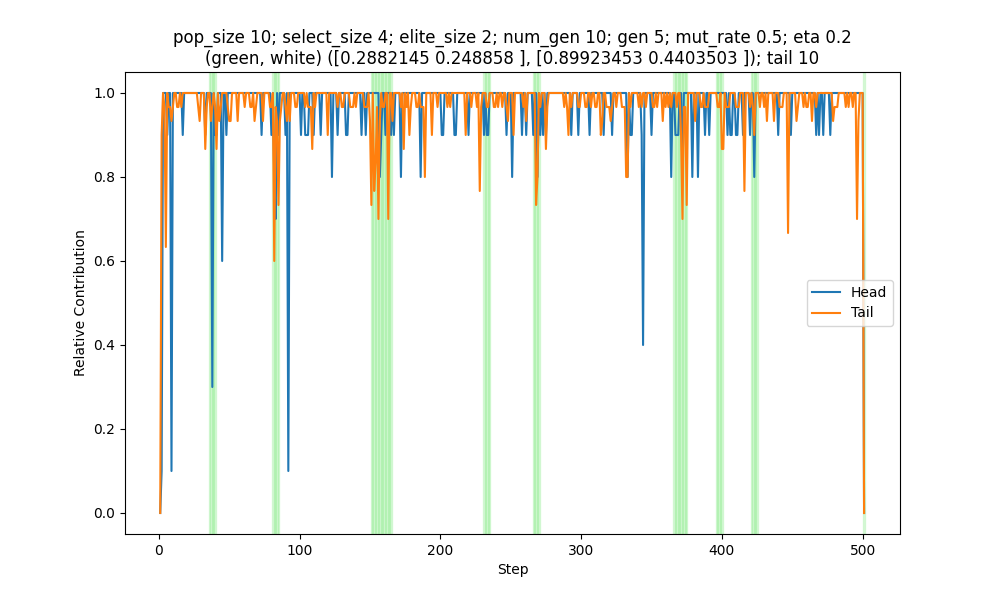 pop_size 10; select_size 4; elite_size 2; num_gen 10; gen 5; mut_rate 0.5; eta 0.2
(green, white) ([0.2882145 0.248858 ], [0.89923453 0.4403503 ]); tail 10
1.0
0.8
0.6
0.4
0.2
0.0
Relative Contribution
Head
Tail
0
100
200
300
400
500
Step